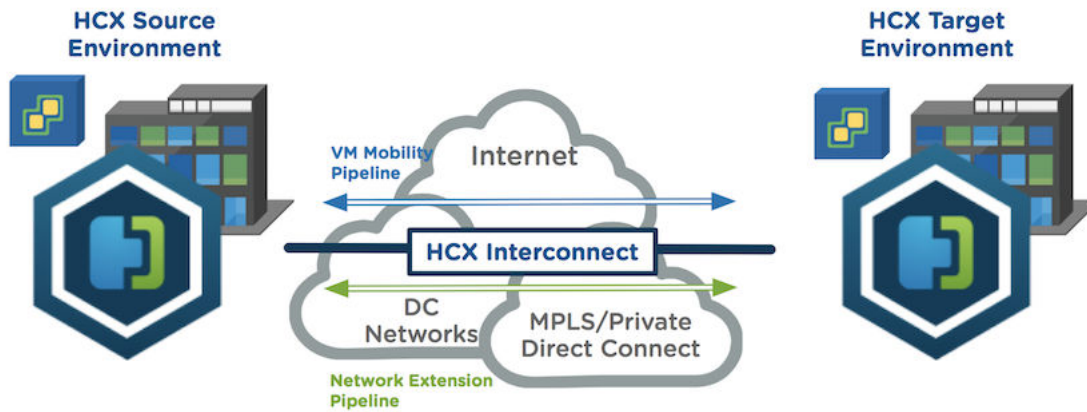 HCX Source
Environment
HCX Target
Environment
VM Mobility
Pipeline
Internet
HCX Interconnect
DC
Networks
MPLS/Private
Direct Connect
Network Extension
Pipeline